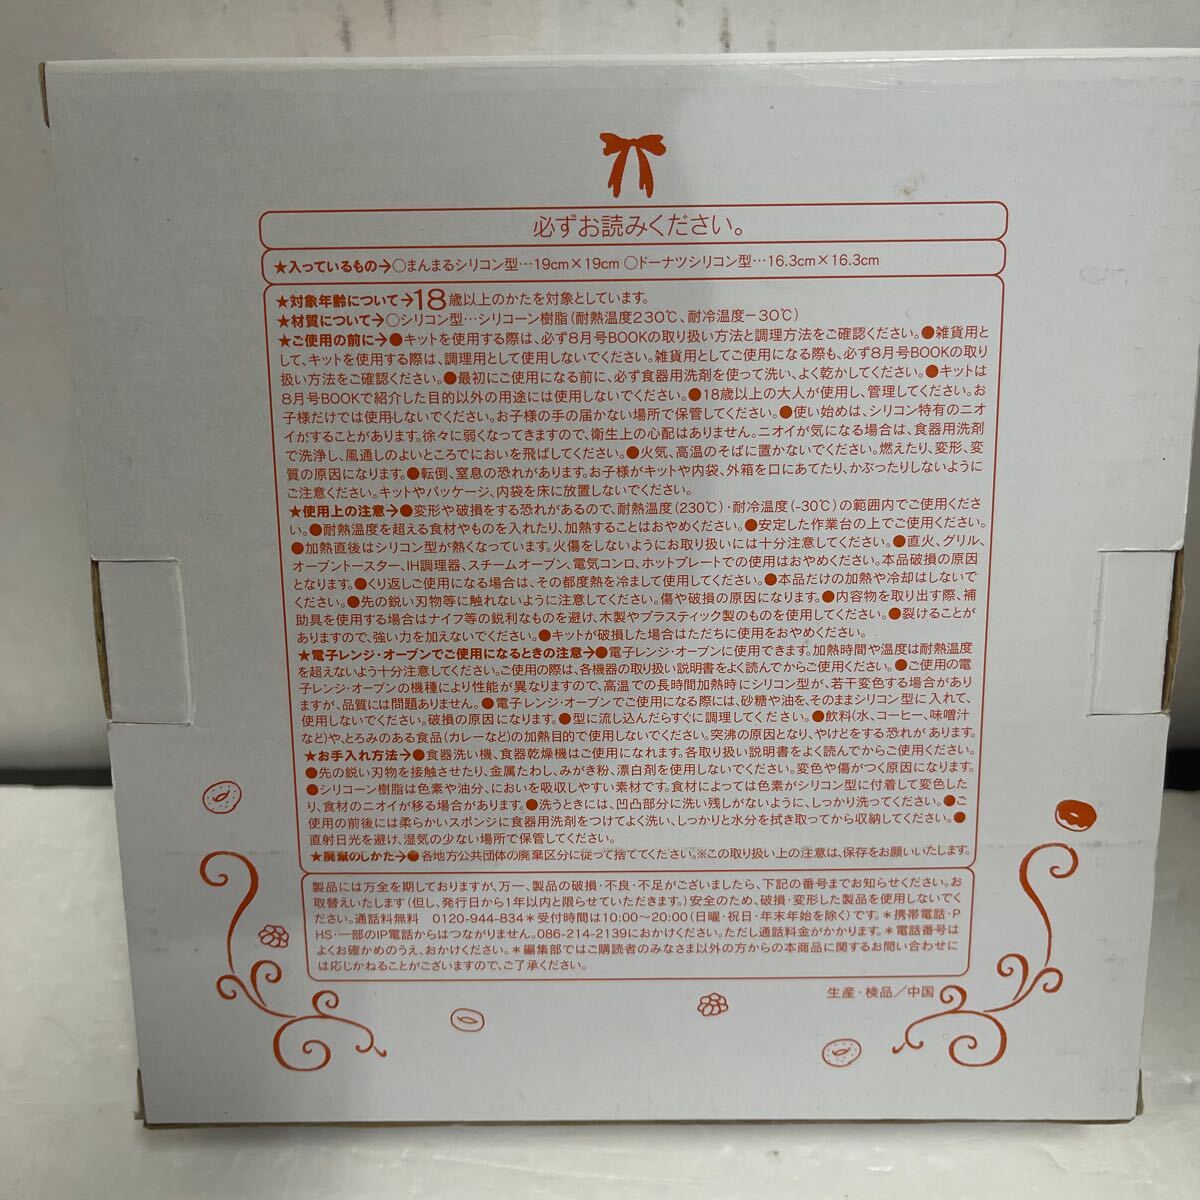 必ずお読みください。
★入っているもの→○まんまるシリコン型…19cm×19cm ○ドーナツシリコン型…16.3cm×16.3cm
★対象年齢について→18歳以上のかたを対象としています。
★材質について→○シリコン型…シリコーン樹脂(耐熱温度230℃、耐冷温度−30℃)
★ご使用の前に→●キットを使用する際は、必ず8月号BOOKの取り扱い方法と調理方法をご確認ください。●雑貨用と
して、キットを使用する際は、調理用として使用しないでください。雑貨用としてご使用になる際も、必ず8月号BOOKの取り
扱い方法をご確認ください。●最初にご使用になる前に、必ず食器用洗剤を使って洗い、よく乾かしてください。●キットは
8月号BOOKで紹介した目的以外の用途には使用しないでください。●18歳以上の大人が使用し、管理してください。お
子様だけでは使用しないでください。お子様の手の届かない場所で保管してください。●使い始めは、シリコン特有のニオ
イがすることがあります。徐々に弱くなってきますので、衛生上の心配はありません。ニオイが気になる場合は、食器用洗剤
で洗浄し、風通しのよいところでにおいを飛ばしてください。●火気、高温のそばに置かないでください。燃えたり、変形、変
質の原因になります。●転倒、窒息の恐れがあります。お子様がキットや内袋、外箱を口にあてたり、かぶったりしないように
ご注意ください。キットやパッケージ、内袋を床に放置しないでください。
★使用上の注意→●変形や破損をする恐れがあるので、耐熱温度(230℃)・耐冷温度(-30℃)の範囲内でご使用くださ
い。●耐熱温度を超える食材やものを入れたり、加熱することはおやめください。●安定した作業台の上でご使用ください。
●加熱直後はシリコン型が熱くなっています。火傷をしないようにお取り扱いには十分注意してください。●直火、グリル、
オーブントースター、IH調理器、スチームオーブン、電気コンロ、ホットプレートでの使用はおやめください。本品破損の原因
となります。●くり返しご使用になる場合は、その都度熱を冷まして使用してください。●本品だけの加熱や冷却はしないで
ください。●先の鋭い刃物等に触れないように注意してください。傷や破損の原因になります。●内容物を取り出す際、補
助具を使用する場合はナイフ等の鋭利なものを避け、木製やプラスティック製のものを使用してください。●裂けることが
ありますので、強い力を加えないでください。●キットが破損した場合はただちに使用をおやめください。
★電子レンジ・オーブンでご使用になるときの注意→●電子レンジ・オーブンに使用できます。加熱時間や温度は耐熱温度
を超えないよう十分注意してください。ご使用の際は、各機器の取り扱い説明書をよく読んでからご使用ください。●ご使用の電
子レンジ・オーブンの機種により性能が異なりますので、高温での長時間加熱時にシリコン型が、若干変色する場合があり
ますが、品質には問題ありません。●電子レンジ・オーブンでご使用になる際には、砂糖や油を、そのままシリコン型に入れて、
使用しないでください。破損の原因になります。●型に流し込んだらすぐに調理してください。●飲料(水、コーヒー、味噌汁
など)や、とろみのある食品(カレーなど)の加熱目的で使用しないでください。突沸の原因となり、やけどをする恐れがあります。
★お手入れ方法→●食器洗い機、食器乾燥機はご使用になれます。各取り扱い説明書をよく読んでからご使用ください。
●先の鋭い刃物を接触させたり、金属たわし、みがき粉、漂白剤を使用しないでください。変色や傷がつく原因になります。
●シリコーン樹脂は色素や油分、においを吸収しやすい素材です。食材によっては色素がシリコン型に付着して変色した
り、食材のニオイが移る場合があります。●洗うときには、凹凸部分に洗い残しがないように、しっかり洗ってください。●ご
使用の前後には柔らかいスポンジに食器用洗剤をつけてよく洗い、しっかりと水分を拭き取ってから収納してください。●
直射日光を避け、湿気の少ない場所で保管してください。
★廃棄のしかた→●各地方公共団体の廃棄区分に従って捨ててください。※この取り扱い上の注意は、保存をお願いいたします。
製品には万全を期しておりますが、万一、製品の破損・不良・不足がございましたら、下記の番号までお知らせください。お
取替えいたします(但し、発行日から1年以内と限らせていただきます。)安全のため、破損・変形した製品を使用しないでく
ださい。通話料無料 0120-944-834＊受付時間は10:00〜20:00(日曜・祝日・年末年始を除く)です。＊携帯電話・P
HS・一部のIP電話からはつながりません。086-214-2139におかけください。ただし通話料金がかかります。＊電話番号は
よくお確かめのうえ、おかけください。＊編集部ではご購読者のみなさま以外の方からの本商品に関するお問い合わせに
は応じかねることがございますので、ご了承ください。
生産・検品/中国